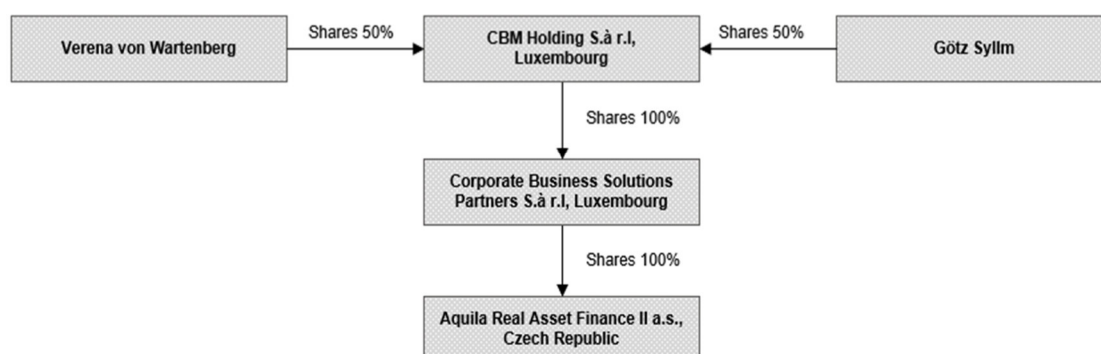 Verena von Wartenberg
Shares 50%
CBM Holding S.à r.l,
Luxembourg
Shares 50%
Götz Syllm
Shares 100%
Corporate Business Solutions
Partners S.à r.l, Luxembourg
Shares 100%
Aquila Real Asset Finance II a.s.,
Czech Republic